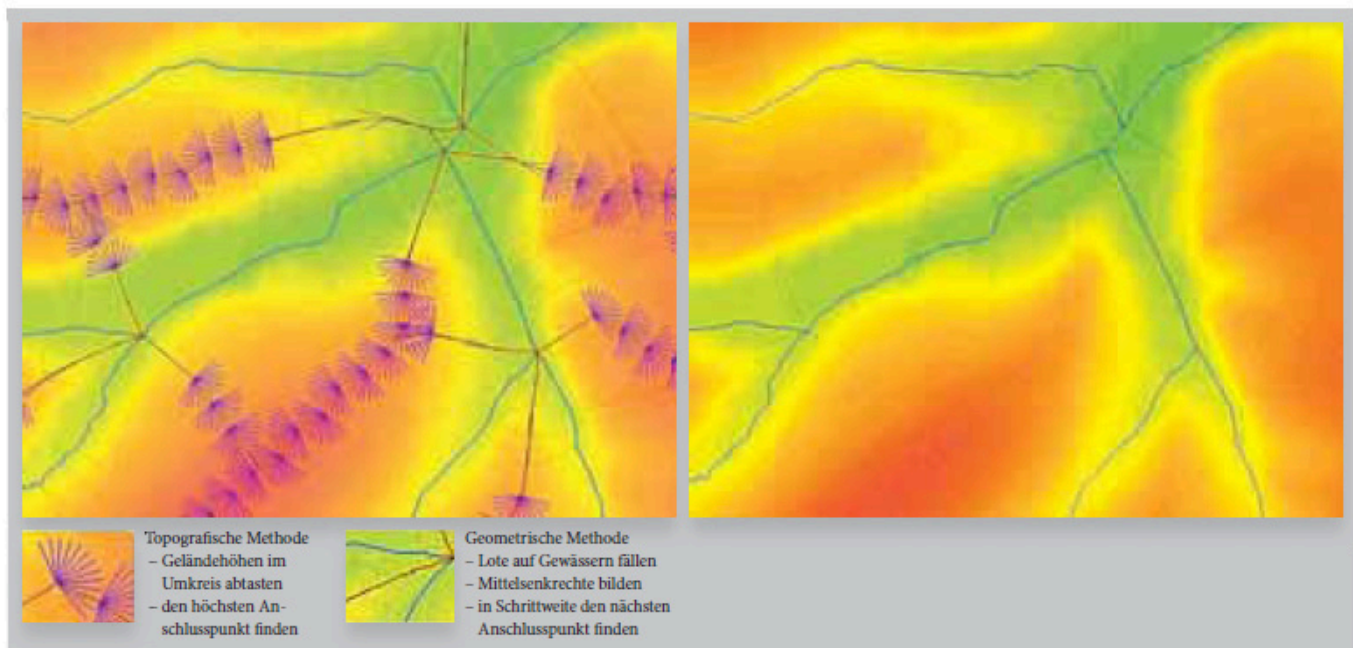 Topografische Methode
– Geländehöhen im
Umkreis abtasten
– den höchsten An-
schlusspunkt finden
Geometrische Methode
– Lote auf Gewässern fällen
– Mittelsenkrechte bilden
– in Schrittweite den nächsten
Anschlusspunkt finden